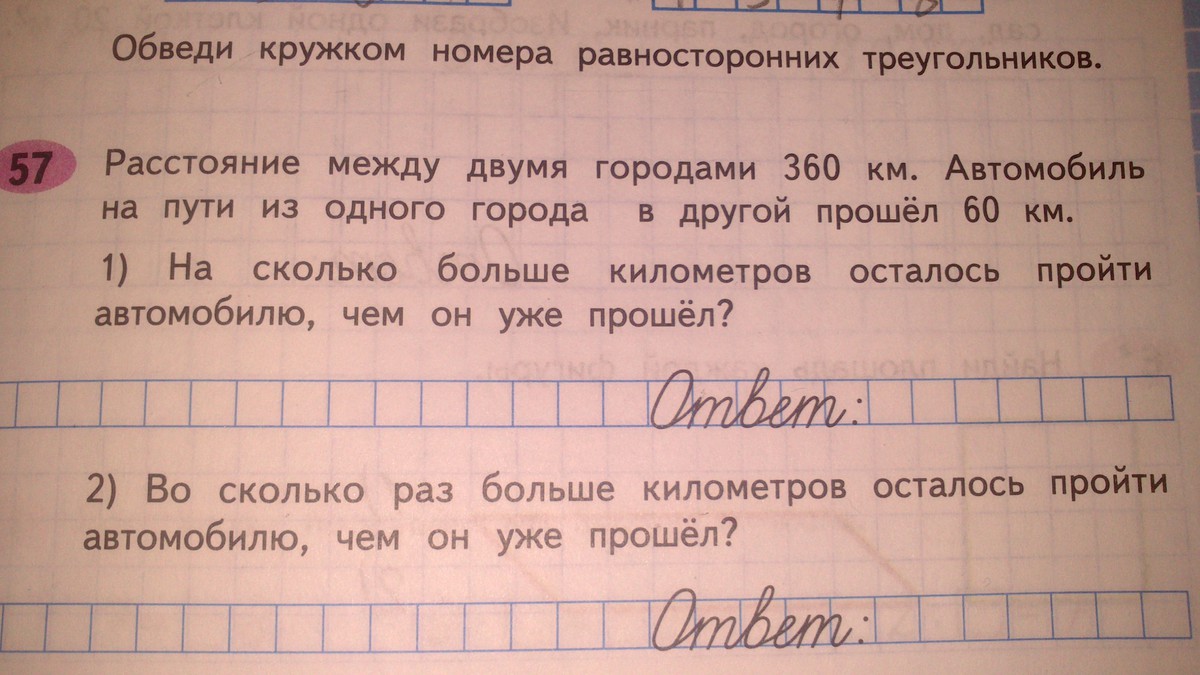 Обведи кружком номера равносторонних треугольников.
57 Расстояние между двумя городами 360 км. Автомобиль
на пути из одного города в другой прошёл 60 км.
1) На сколько больше километров осталось пройти
автомобилю, чем он уже прошёл?
Ответ:
2) Во сколько раз больше километров осталось пройти
автомобилю, чем он уже прошёл?
Ответ: